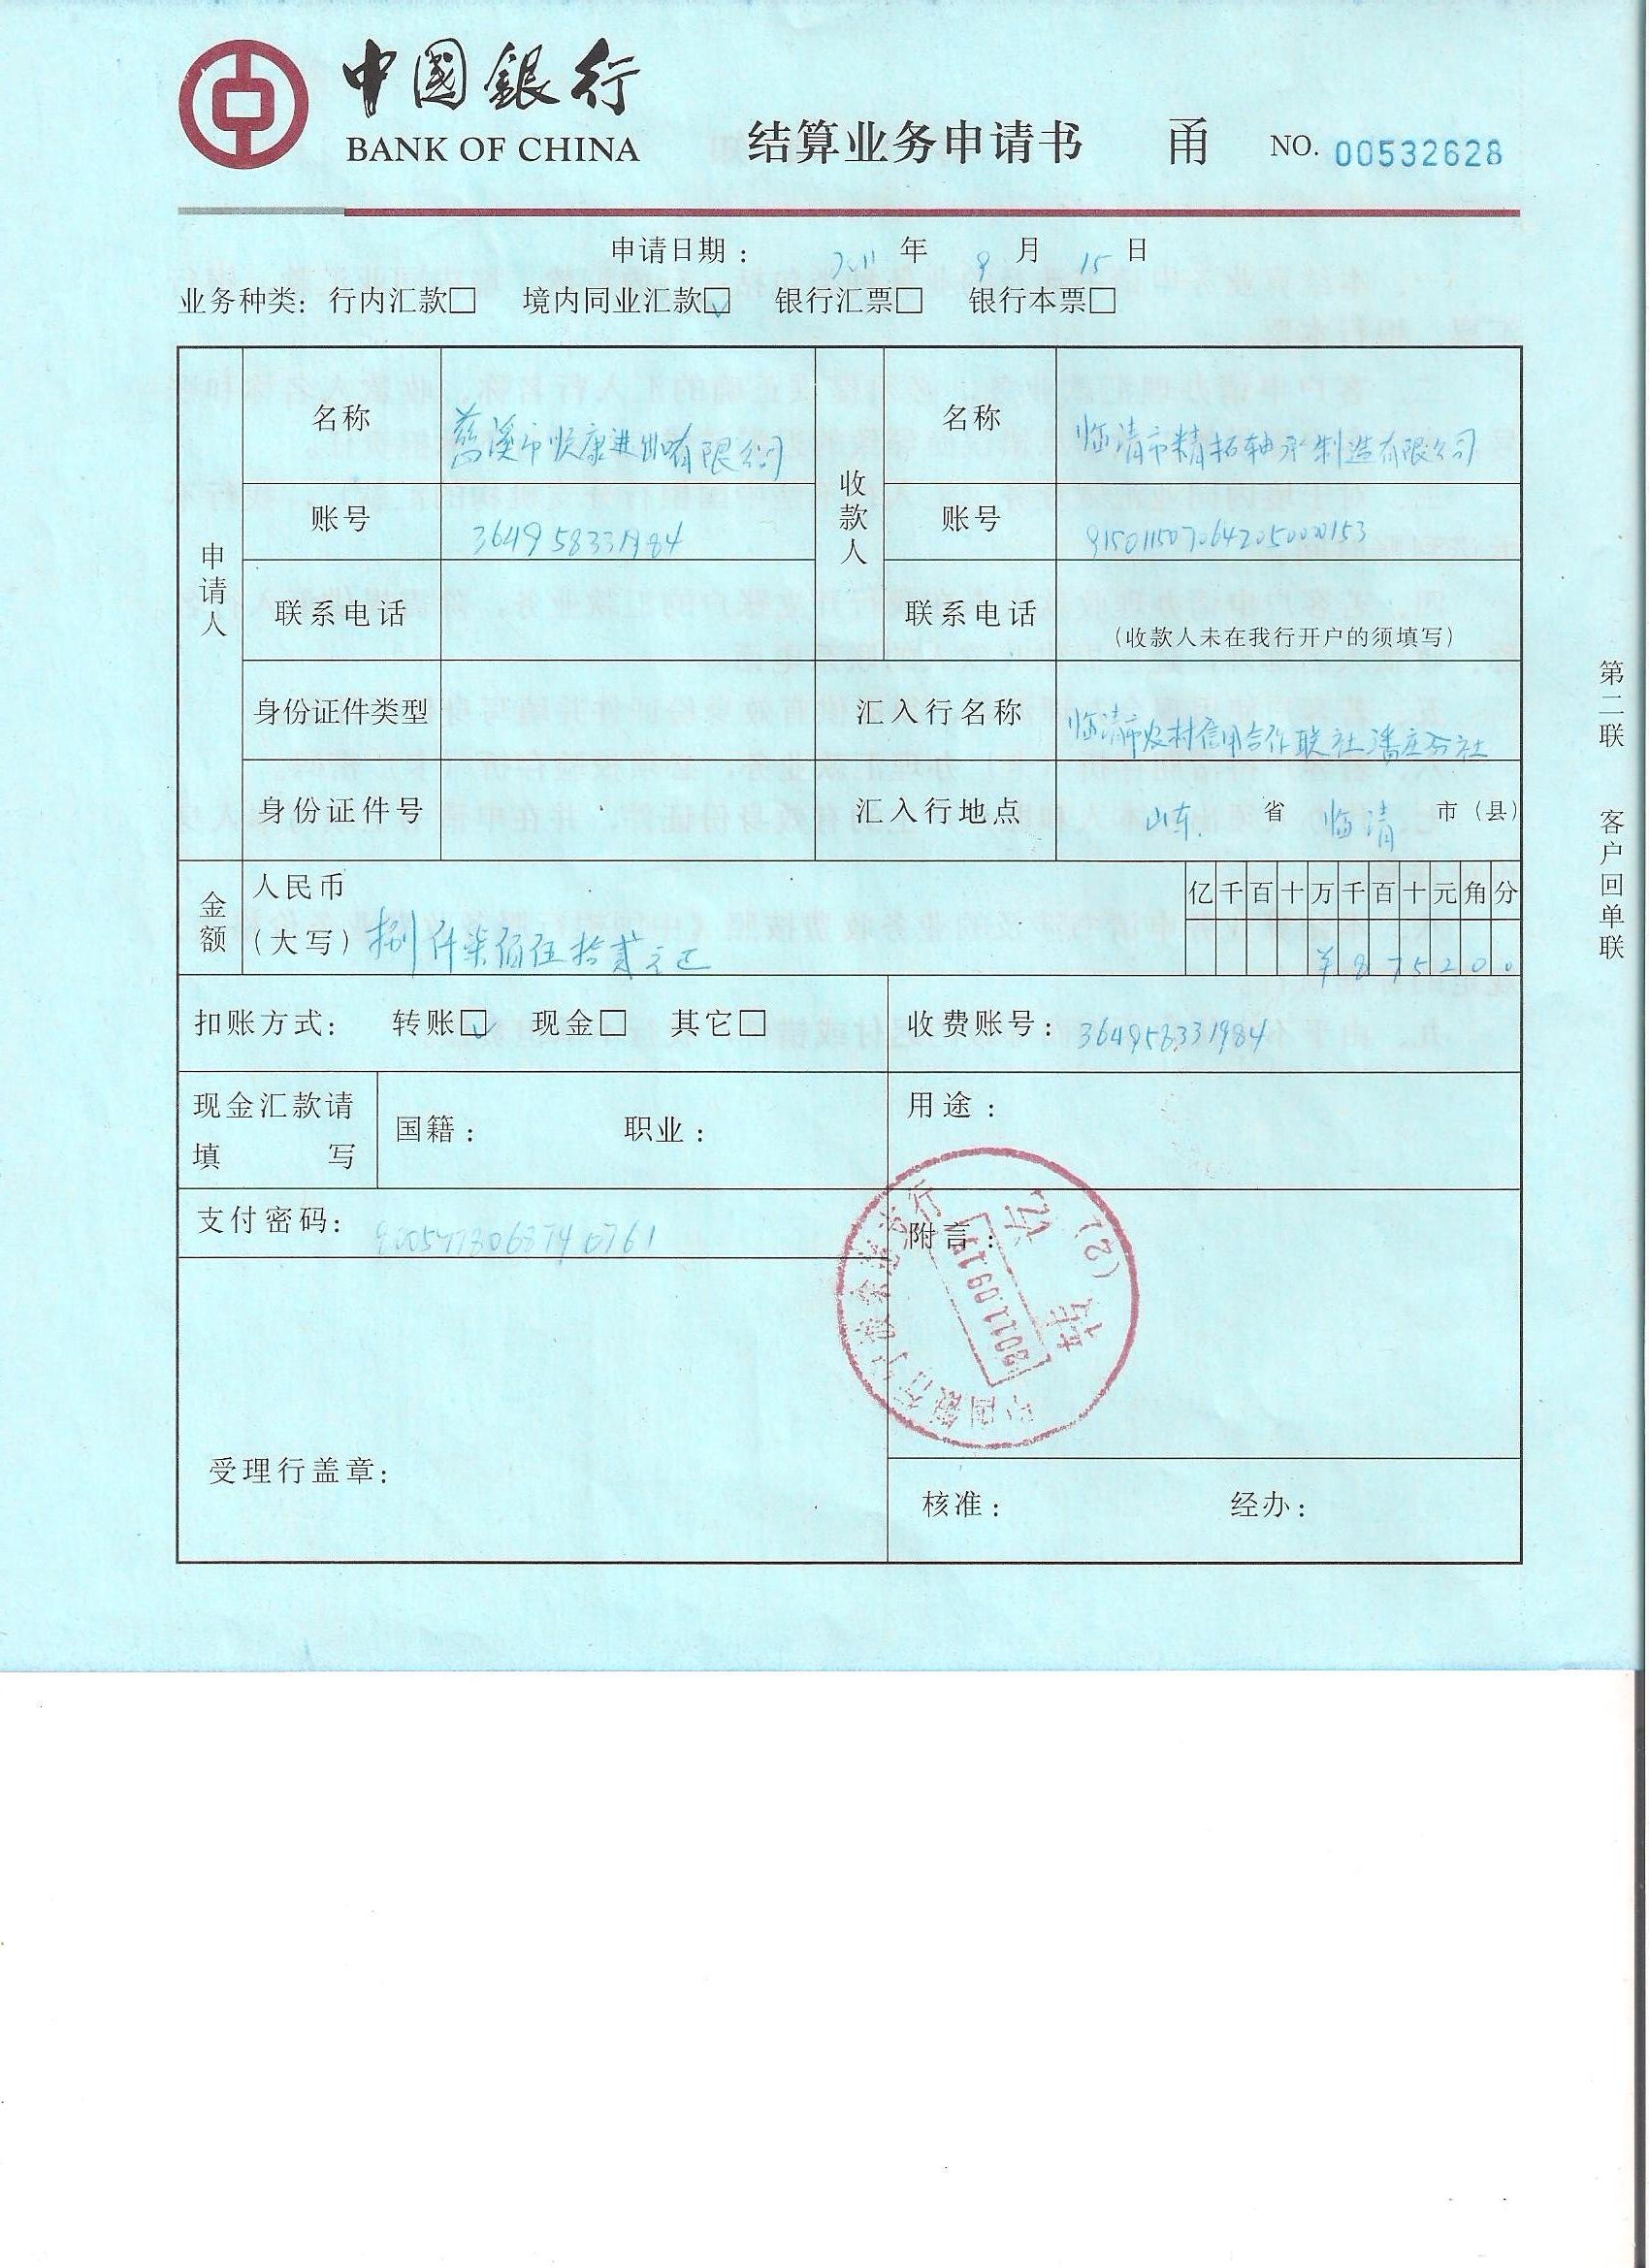 中國銀行
BANK OF CHINA
结算业务申请书 甬 NO. 00532628
申请日期： 2011 年 9 月 15 日
业务种类: 行内汇款□ 境内同业汇款☑ 银行汇票□ 银行本票□
申请人
名称 慈溪市 康进出口有限公司
账号 364958331984
联系电话
身份证件类型
身份证件号
收款人
名称 临清市精拓轴承制造有限公司
账号 9150115070642050000153
联系电话 （收款人未在我行开户的须填写）
汇入行名称 临清市农村信用合作联社潘庄分社
汇入行地点 山东 省 临清 市（县）
金额
人民币
（大写） 捌仟柒佰伍拾贰元正
亿 千 百 十 万 千 百 十 元 角 分
¥ 8 7 5 2 0 0
扣账方式: 转账☑ 现金□ 其它□
收费账号: 364958331984
现金汇款请
填 写
国籍: 职业:
用途:
支付密码:
附言:
中国银行
2011.09.15
转
(2)
受理行盖章:
核准: 经办:
第二联 客户回单联